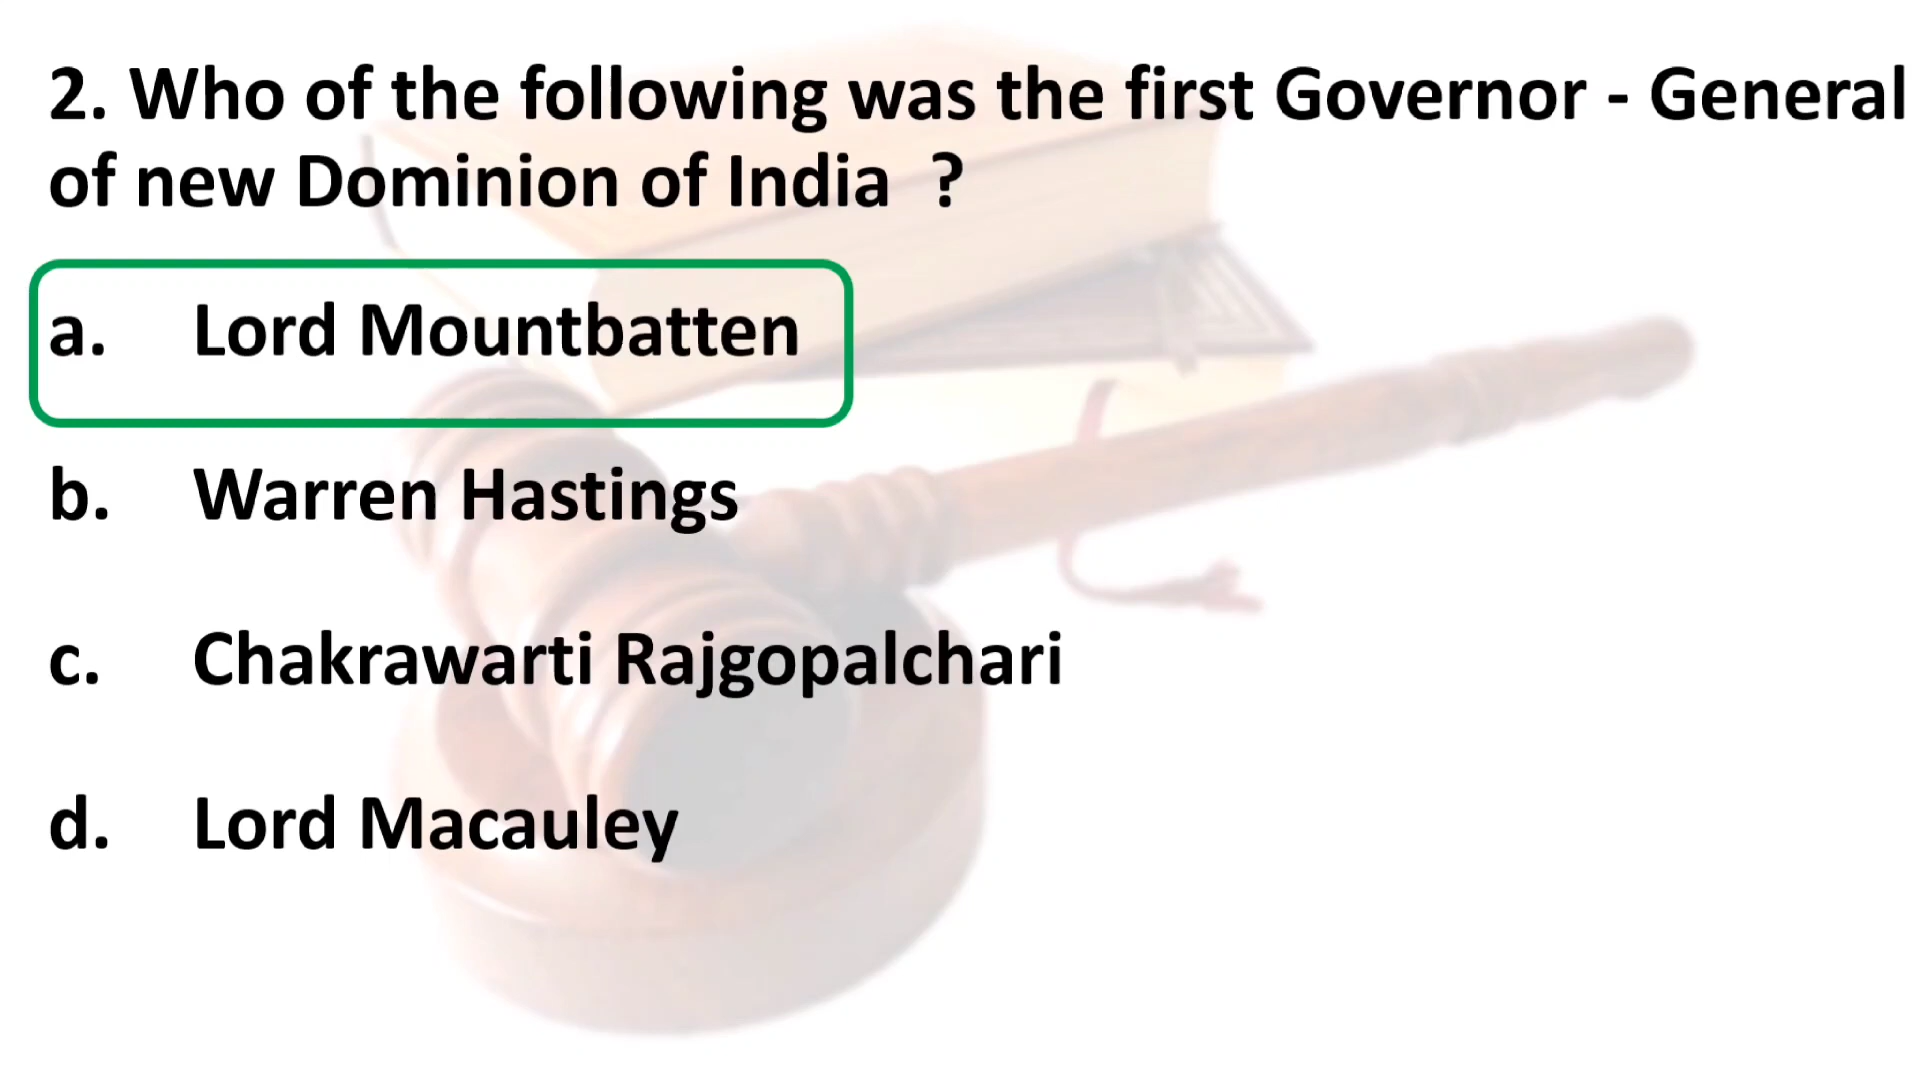 2. Who of the following was the first Governor - General
of new Dominion of India ?
a. Lord Mountbatten
b. Warren Hastings
c. Chakrawarti Rajgopalchari
d. Lord Macauley